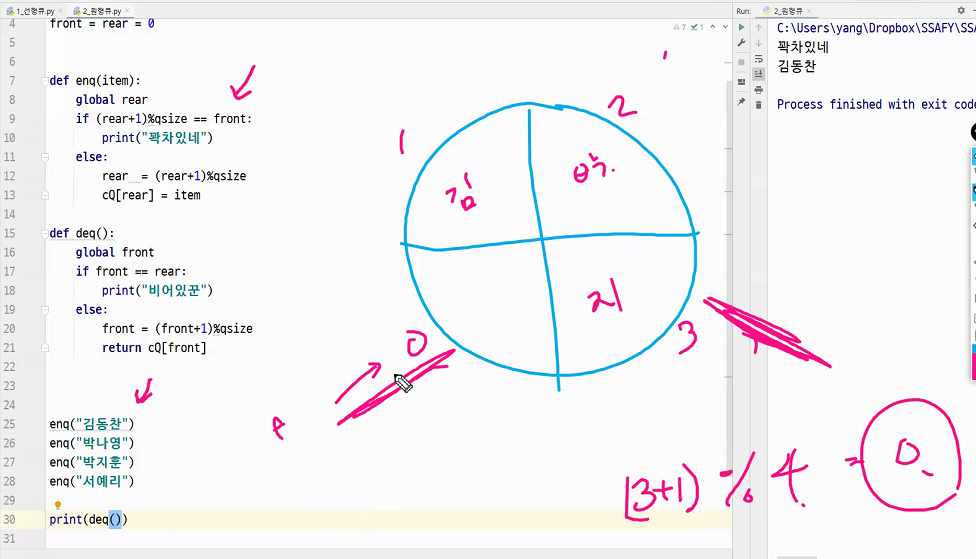 1_선형큐.py
2_원형큐.py
Run:
2_원형큐
4 front = rear = 0
5
6
7 def enq(item):
8 global rear
9 if (rear+1)%qsize == front:
10 print("꽉차있네")
11 else:
12 rear = (rear+1)%qsize
13 cQ[rear] = item
14
15 def deq():
16 global front
17 if front == rear:
18 print("비어있꾼")
19 else:
20 front = (front+1)%qsize
21 return cQ[front]
22
23
24
25 enq("김동찬")
26 enq("박나영")
27 enq("박지훈")
28 enq("서예리")
29
30 print(deq())
31
7
1
C:\Users\yang\Dropbox\SSAFY\SSA
꽉차있네
김동찬
Process finished with exit code
1
2
김
지
0
3
(3+1) % 4 = 0